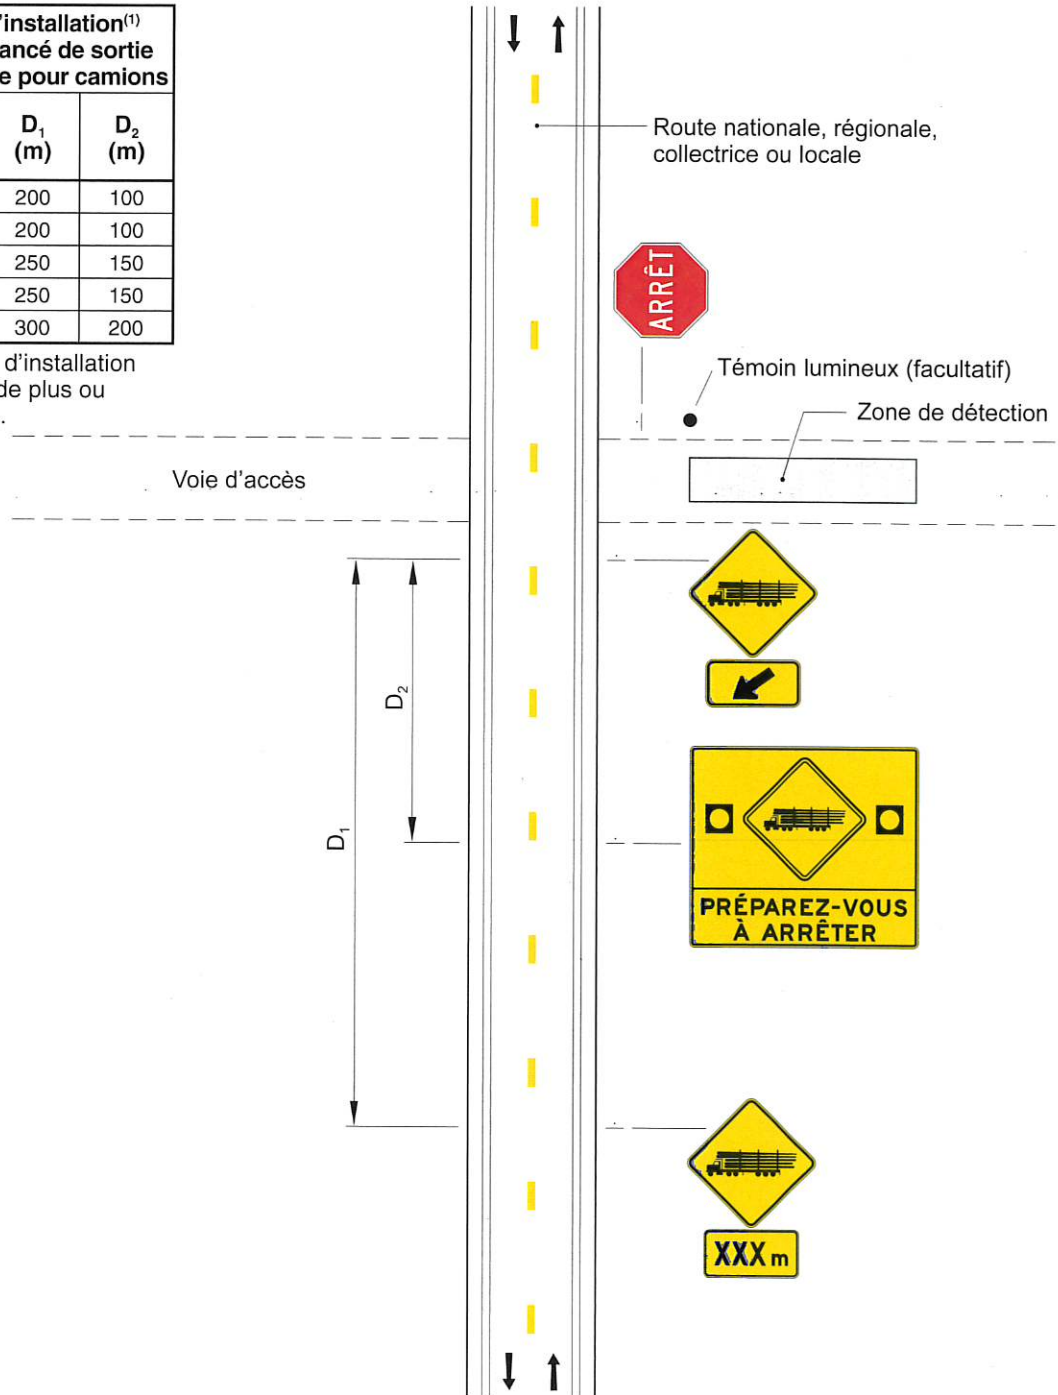 'installation(1)
ancé de sortie
e pour camions
D1 (m) D2 (m)
200 100
200 100
250 150
250 150
300 200
d'installation
de plus ou
.
Route nationale, régionale,
collectrice ou locale
ARRÊT
Témoin lumineux (facultatif)
Zone de détection
Voie d'accès
D2
D1
PRÉPAREZ-VOUS
À ARRÊTER
XXX m